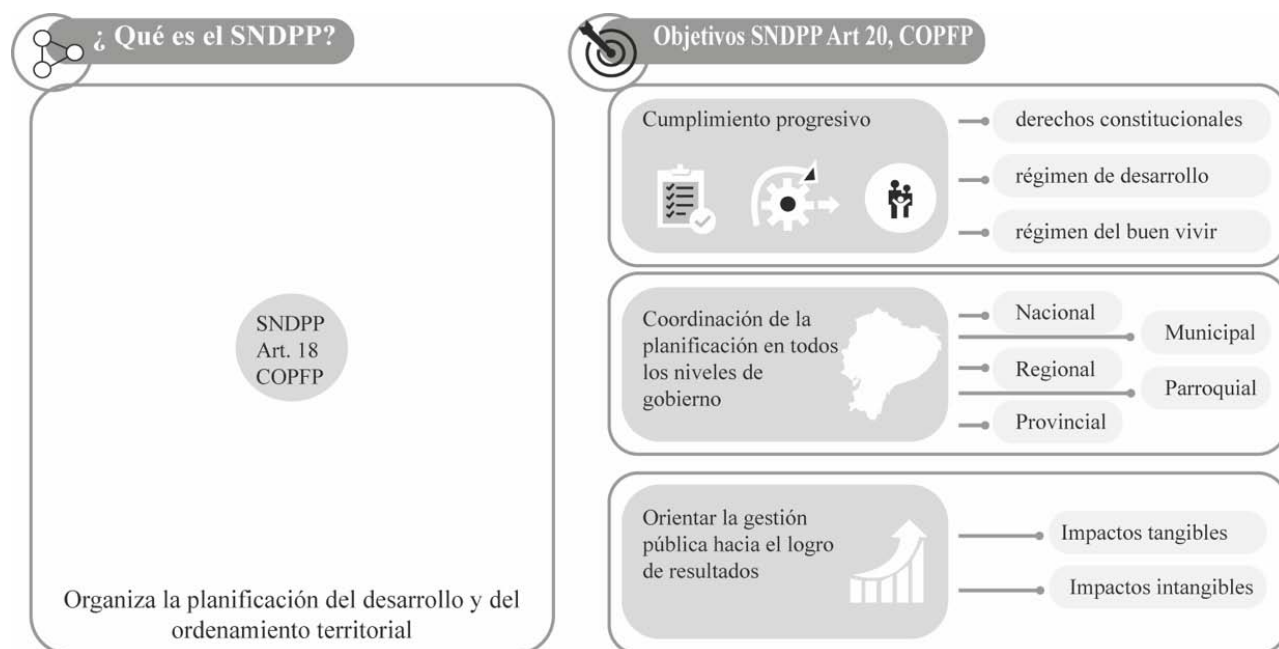 ¿ Qué es el SNDPP?
SNDPP
Art. 18
COPFP
Organiza la planificación del desarrollo y del
ordenamiento territorial
Objetivos SNDPP Art 20, COPFP
Cumplimiento progresivo
derechos constitucionales
régimen de desarrollo
régimen del buen vivir
Coordinación de la
planificación en todos
los niveles de
gobierno
Nacional
Municipal
Regional
Parroquial
Provincial
Orientar la gestión
pública hacia el logro
de resultados
Impactos tangibles
Impactos intangibles